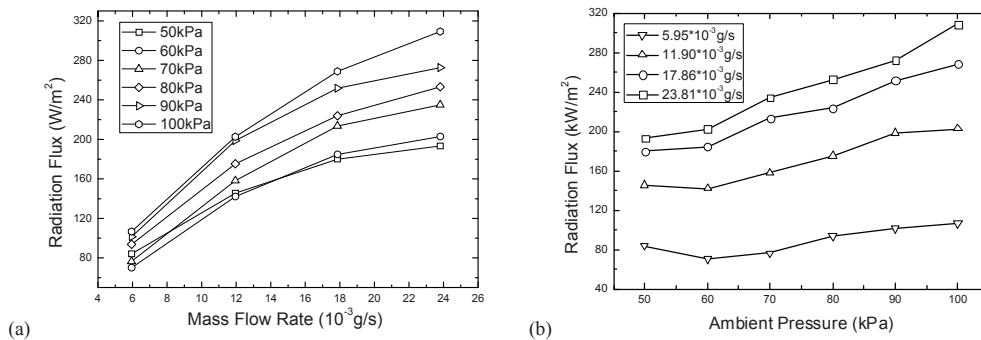 (a)
Radiation Flux (W/m²)
320
280
240
200
160
120
80
50kPa
60kPa
70kPa
80kPa
90kPa
100kPa
4 6 8 10 12 14 16 18 20 22 24 26
Mass Flow Rate (10⁻³g/s)
(b)
Radiation Flux (kW/m²)
320
280
240
200
160
120
80
40
5.95*10⁻³g/s
11.90*10⁻³g/s
17.86*10⁻³g/s
23.81*10⁻³g/s
50 60 70 80 90 100
Ambient Pressure (kPa)